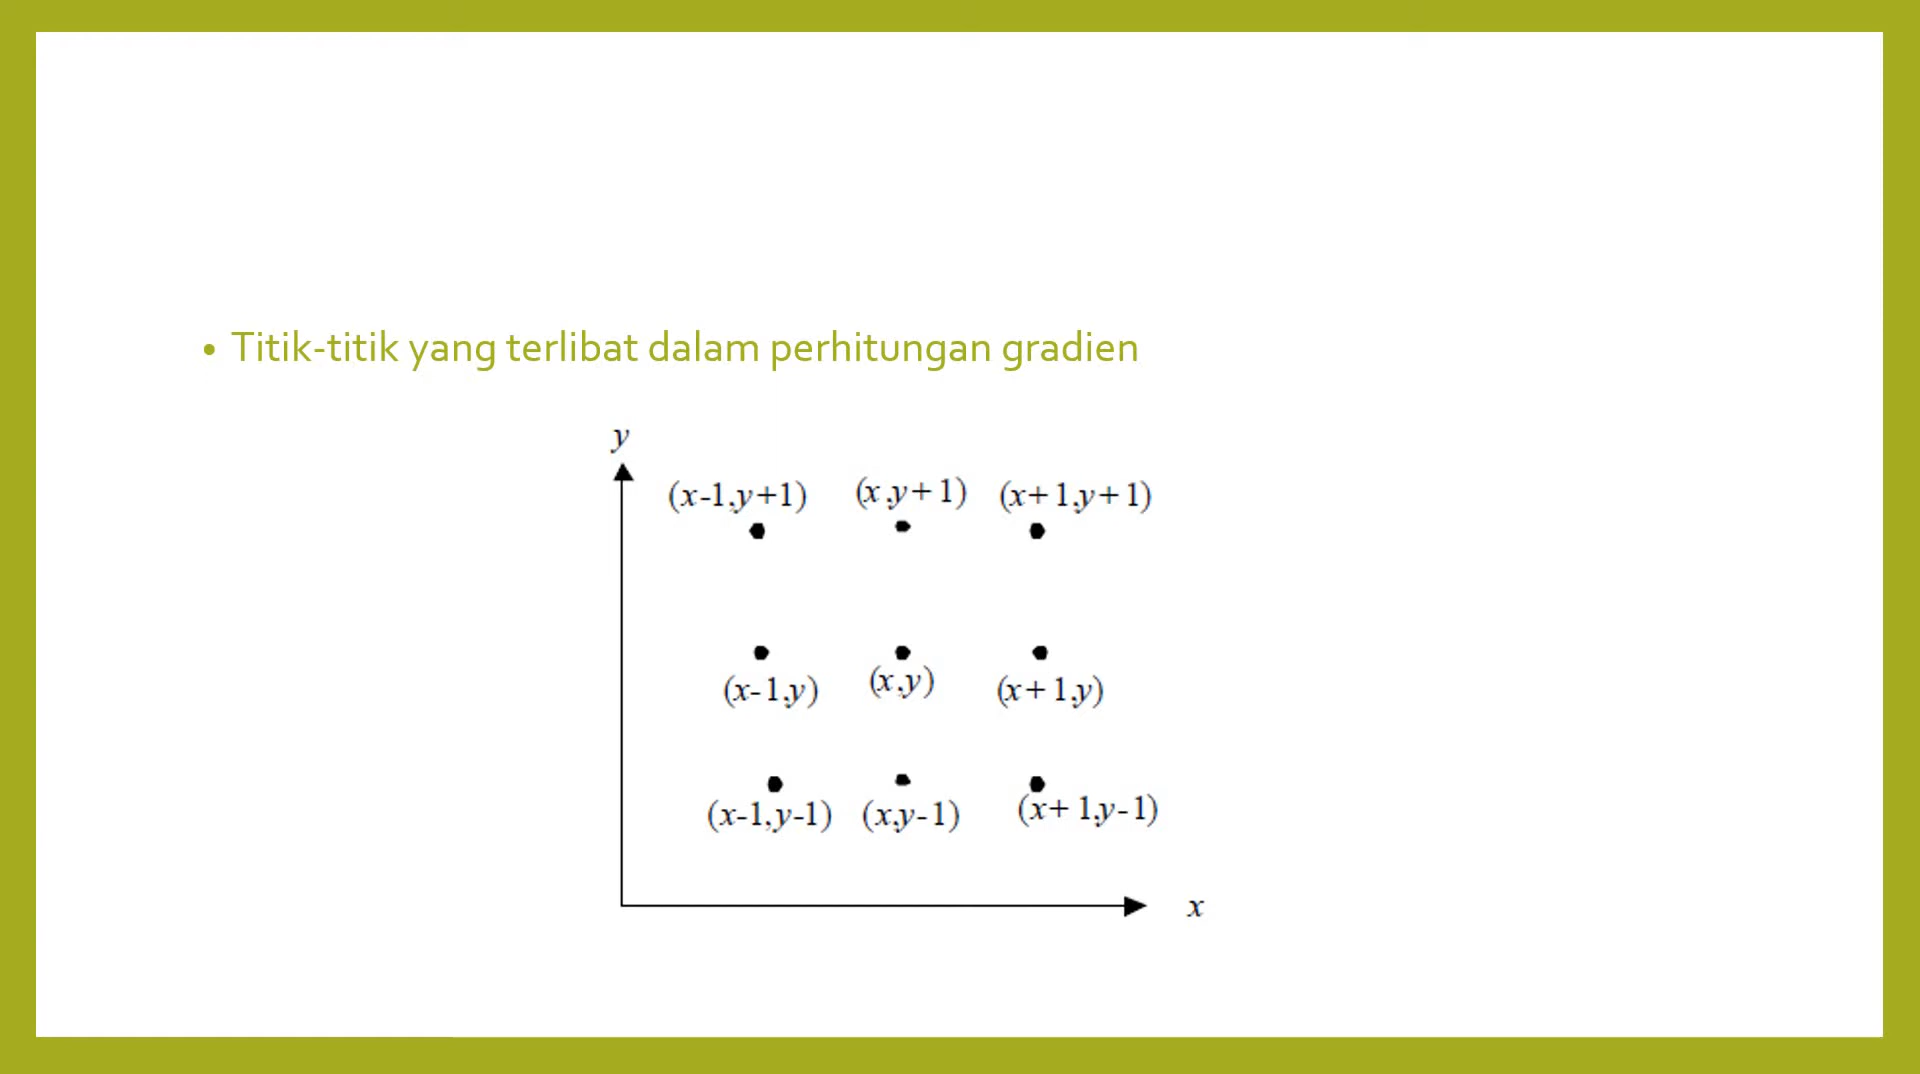 • Titik-titik yang terlibat dalam perhitungan gradien
y
(x-1,y+1) (x,y+1) (x+1,y+1)
(x-1,y) (x,y) (x+1,y)
(x-1,y-1) (x,y-1) (x+1,y-1)
x